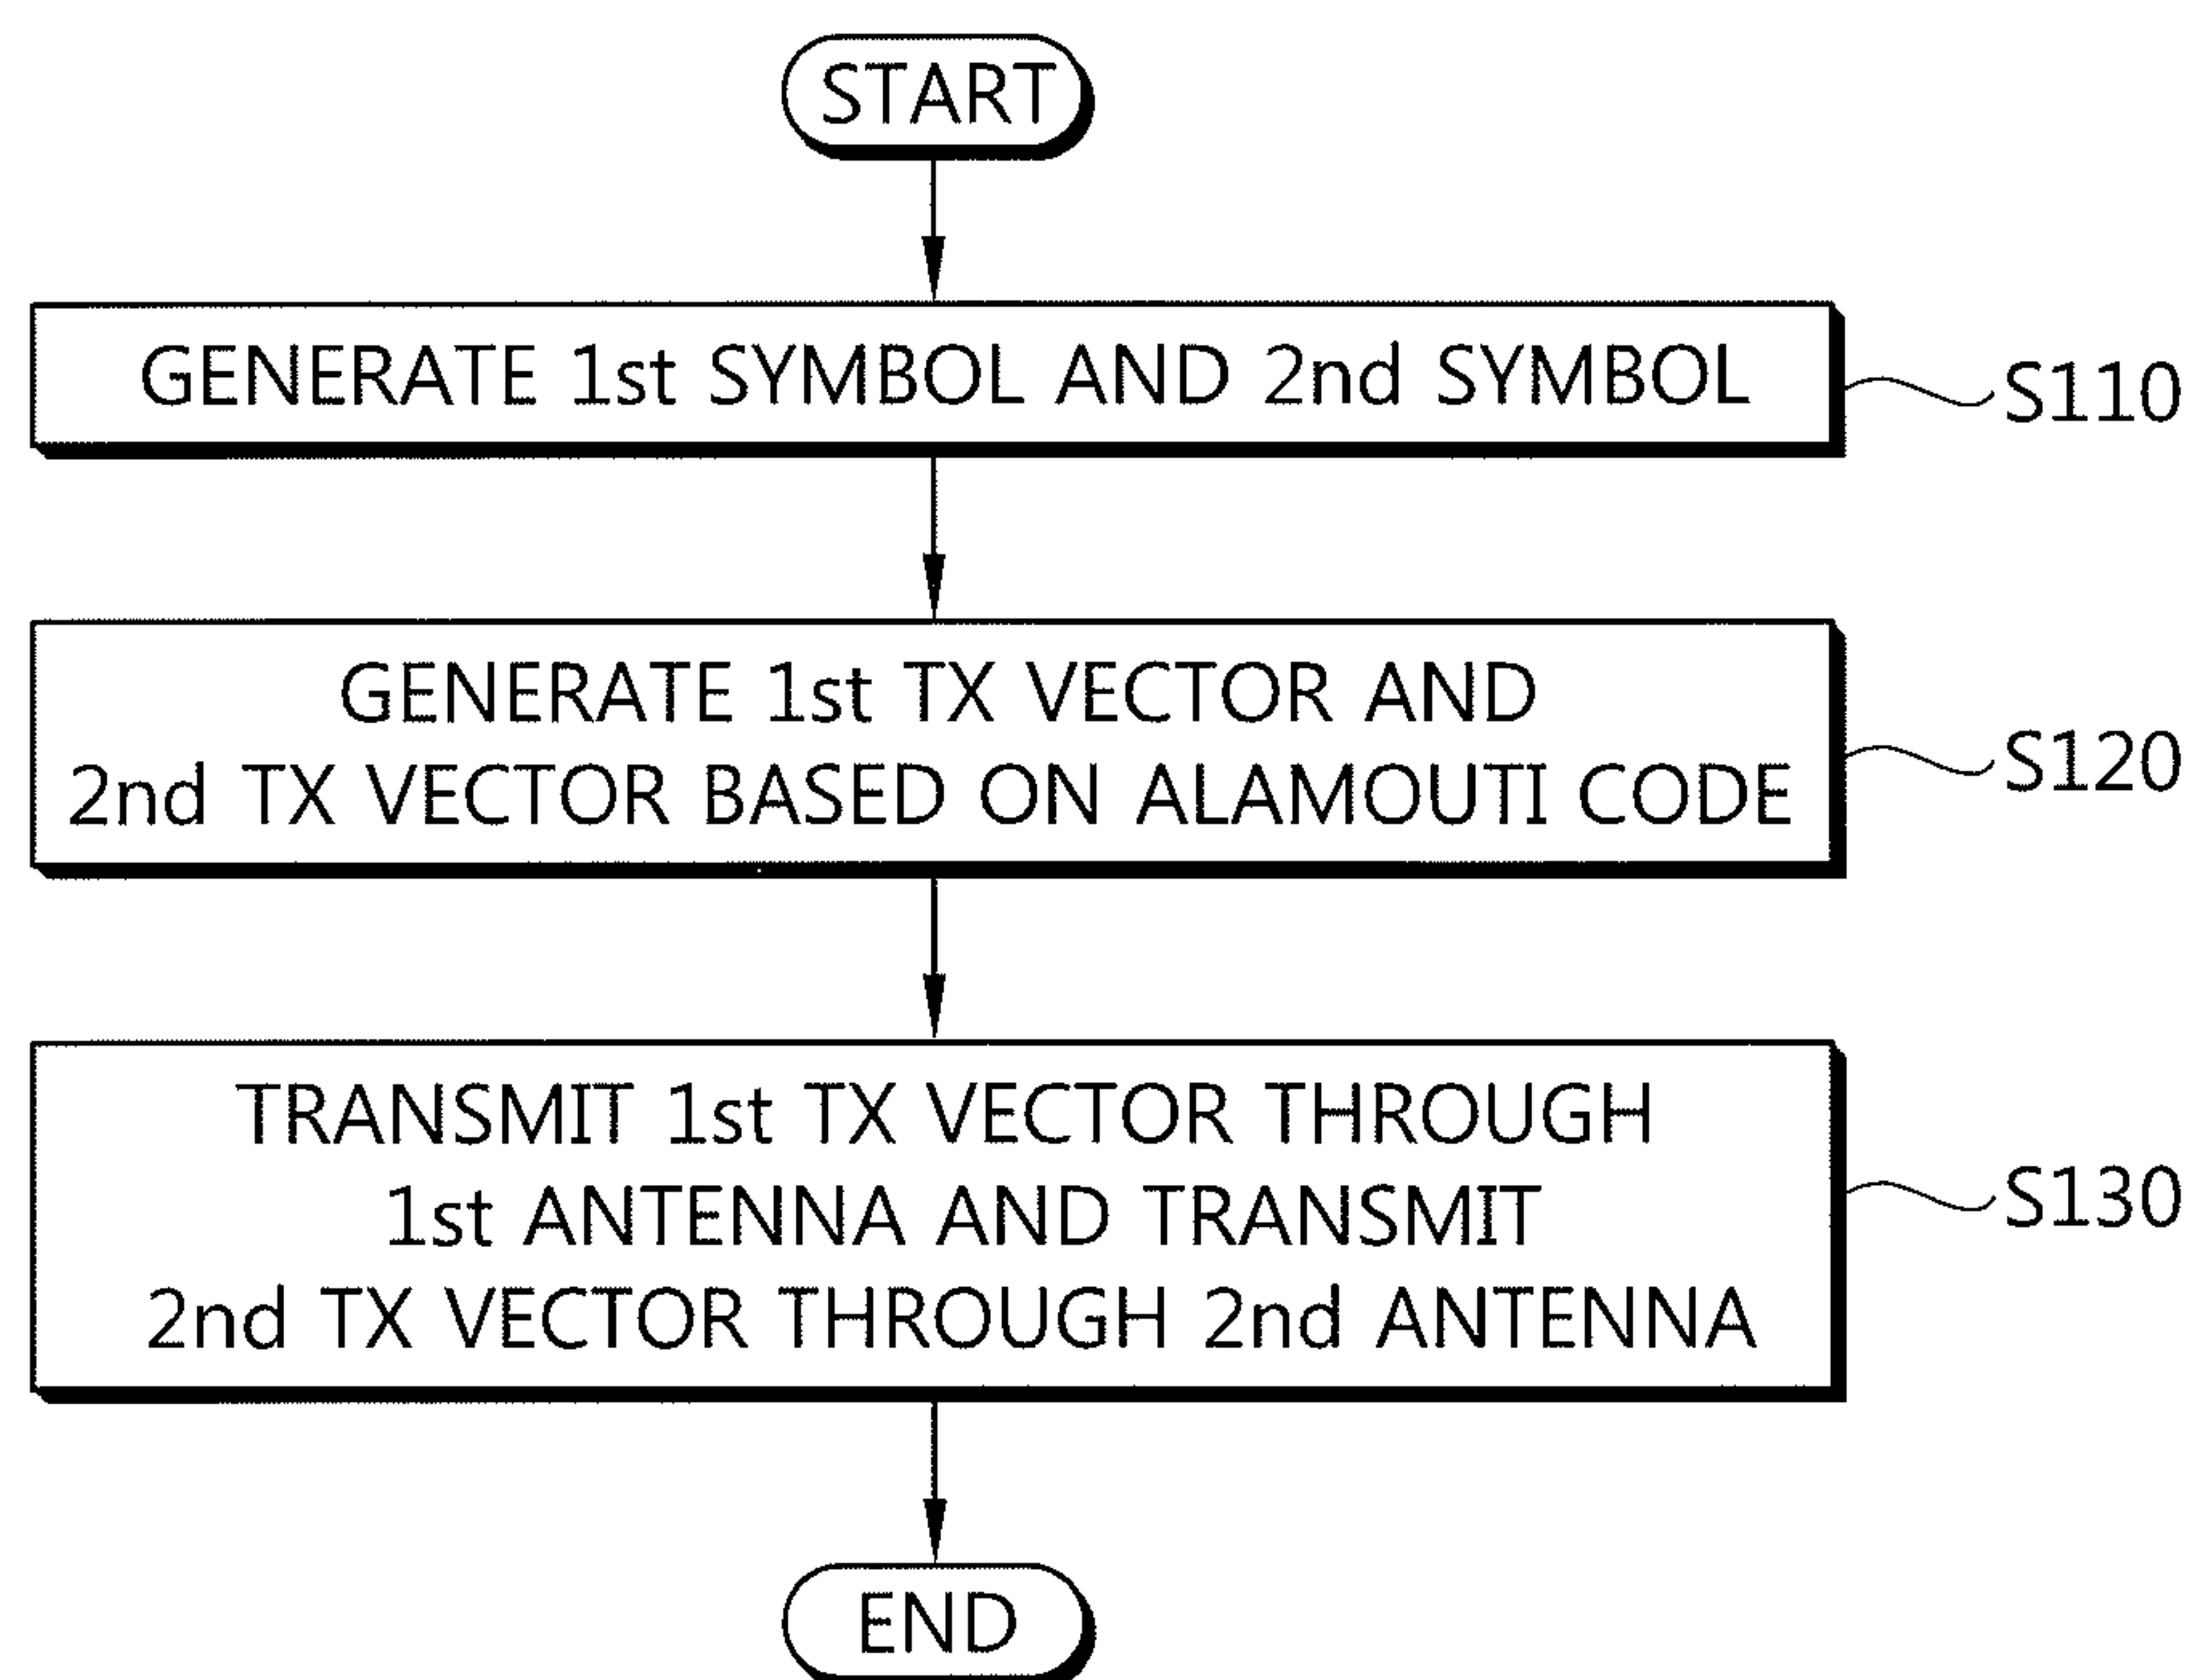 START
GENERATE 1st SYMBOL AND 2nd SYMBOL
S110
GENERATE 1st TX VECTOR AND
2nd TX VECTOR BASED ON ALAMOUTI CODE
S120
TRANSMIT 1st TX VECTOR THROUGH
1st ANTENNA AND TRANSMIT
2nd TX VECTOR THROUGH 2nd ANTENNA
S130
END